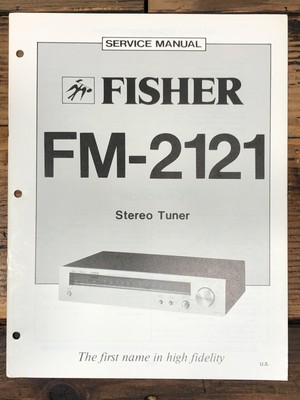 SERVICE MANUAL
FISHER
FM-2121
Stereo Tuner
The first name in high fidelity
U.S.